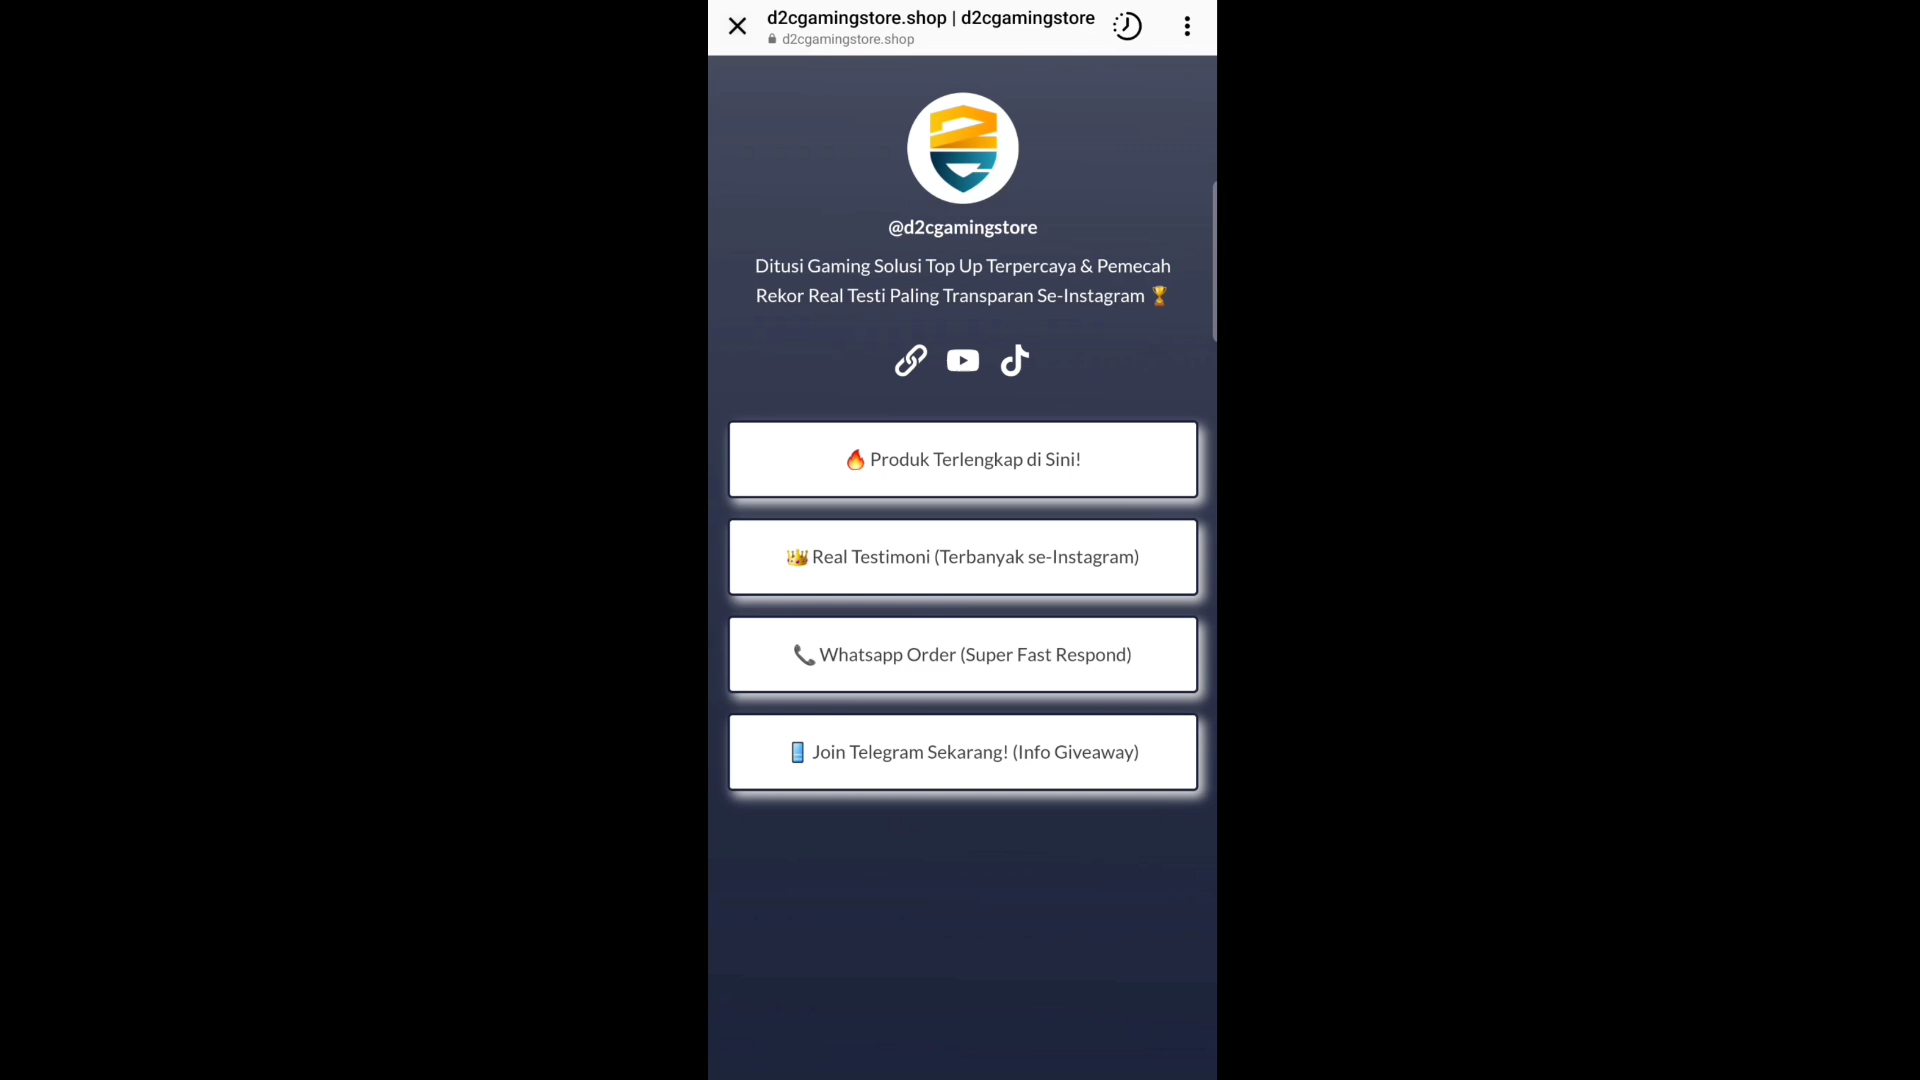 d2cgamingstore.shop | d2cgamingstore
d2cgamingstore.shop
@d2cgamingstore
Ditusi Gaming Solusi Top Up Terpercaya & Pemecah
Rekor Real Testi Paling Transparan Se-Instagram 🏆
🔥 Produk Terlengkap di Sini!
👑 Real Testimoni (Terbanyak se-Instagram)
📞 Whatsapp Order (Super Fast Respond)
📱 Join Telegram Sekarang! (Info Giveaway)